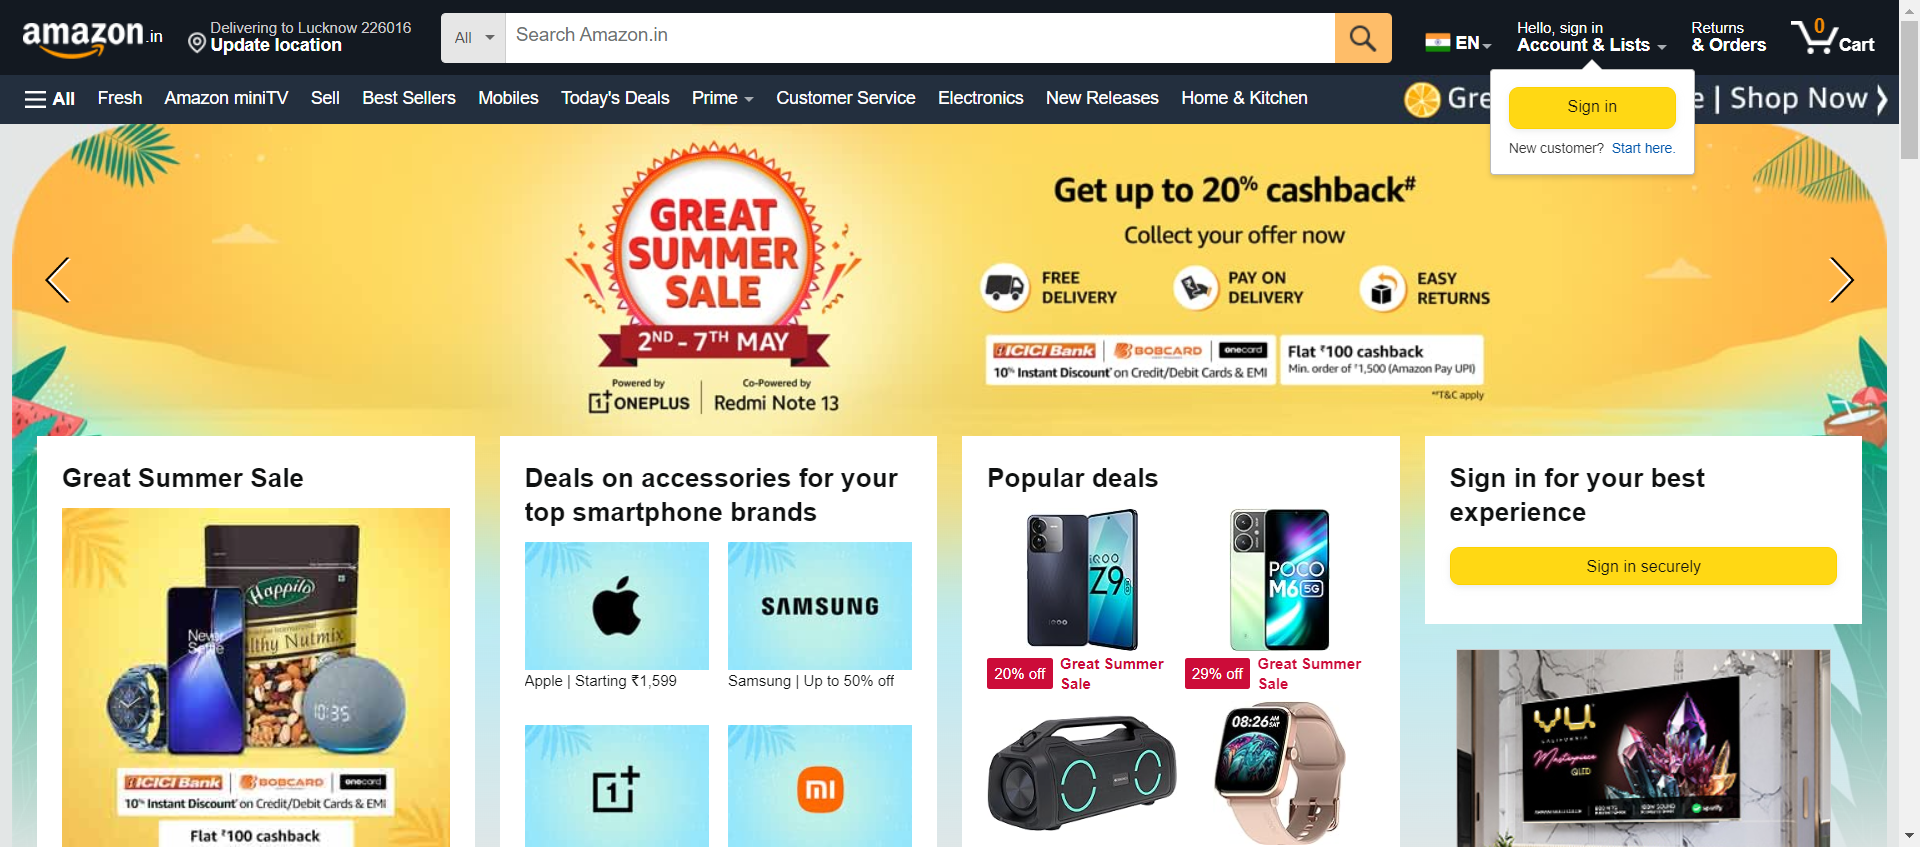 amazon.in
Delivering to Lucknow 226016
Update location
All
Search Amazon.in
EN
Hello, sign in
Account & Lists
Returns
& Orders
0
Cart
All
Fresh
Amazon miniTV
Sell
Best Sellers
Mobiles
Today's Deals
Prime
Customer Service
Electronics
New Releases
Home & Kitchen
| Shop Now
Sign in
New customer? Start here.
GREAT
SUMMER
SALE
2ND - 7TH MAY
Powered by
ONEPLUS
Co-Powered by
Redmi Note 13
Get up to 20% cashback#
Collect your offer now
FREE
DELIVERY
PAY ON
DELIVERY
EASY
RETURNS
ICICI Bank
BOBCARD
onecard
10% Instant Discount* on Credit/Debit Cards & EMI
Flat ₹100 cashback
Min. order of ₹1,500 (Amazon Pay UPI)
T&C apply
Great Summer Sale
Happilo
lthy Nutmix
Never
Settle
10:35
ICICI Bank
BOBCARD
onecard
10% Instant Discount* on Credit/Debit Cards & EMI
Flat ₹100 cashback
Deals on accessories for your
top smartphone brands
Apple | Starting ₹1,599
SAMSUNG
Samsung | Up to 50% off
1+
mi
Popular deals
iQOO
Z9
iQOO
POCO
M6 5G
20% off
Great Summer
Sale
29% off
Great Summer
Sale
08:26 AM
SAT
Sign in for your best
experience
Sign in securely
VU
CALIFORNIA
Masterpiece
QLED
Spotify